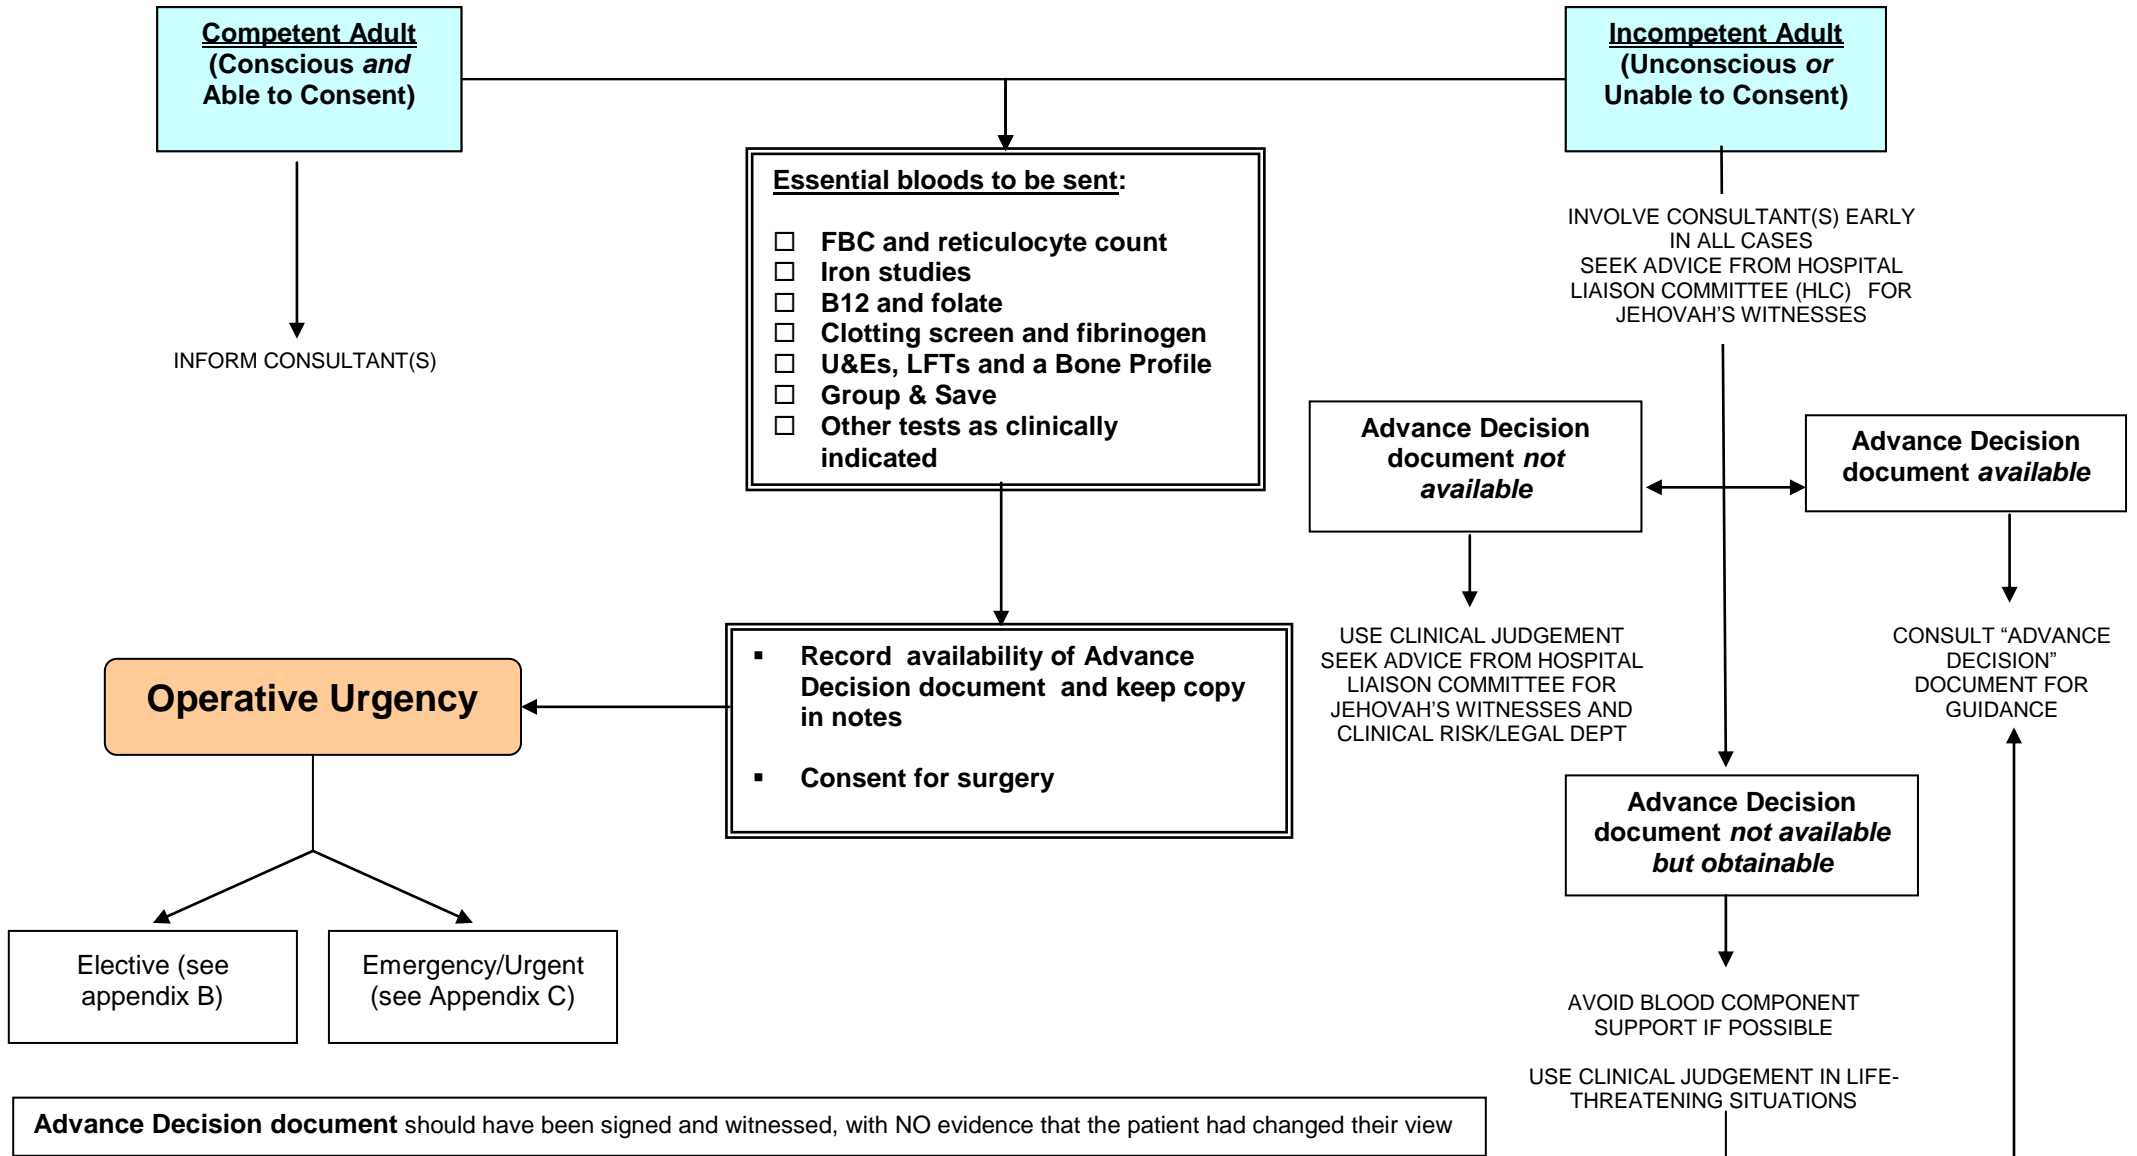 Competent Adult
(Conscious and
Able to Consent)
Incompetent Adult
(Unconscious or
Unable to Consent)
Essential bloods to be sent:
☐ FBC and reticulocyte count
☐ Iron studies
☐ B12 and folate
☐ Clotting screen and fibrinogen
☐ U&Es, LFTs and a Bone Profile
☐ Group & Save
☐ Other tests as clinically
indicated
INFORM CONSULTANT(S)
INVOLVE CONSULTANT(S) EARLY
IN ALL CASES
SEEK ADVICE FROM HOSPITAL
LIAISON COMMITTEE (HLC) FOR
JEHOVAH'S WITNESSES
Advance Decision
document not
available
Advance Decision
document available
USE CLINICAL JUDGEMENT
SEEK ADVICE FROM HOSPITAL
LIAISON COMMITTEE FOR
JEHOVAH'S WITNESSES AND
CLINICAL RISK/LEGAL DEPT
CONSULT “ADVANCE
DECISION”
DOCUMENT FOR
GUIDANCE
▪ Record availability of Advance
Decision document and keep copy
in notes
▪ Consent for surgery
Operative Urgency
Advance Decision
document not available
but obtainable
Elective (see
appendix B)
Emergency/Urgent
(see Appendix C)
AVOID BLOOD COMPONENT
SUPPORT IF POSSIBLE
USE CLINICAL JUDGEMENT IN LIFE-
THREATENING SITUATIONS
Advance Decision document should have been signed and witnessed, with NO evidence that the patient had changed their view